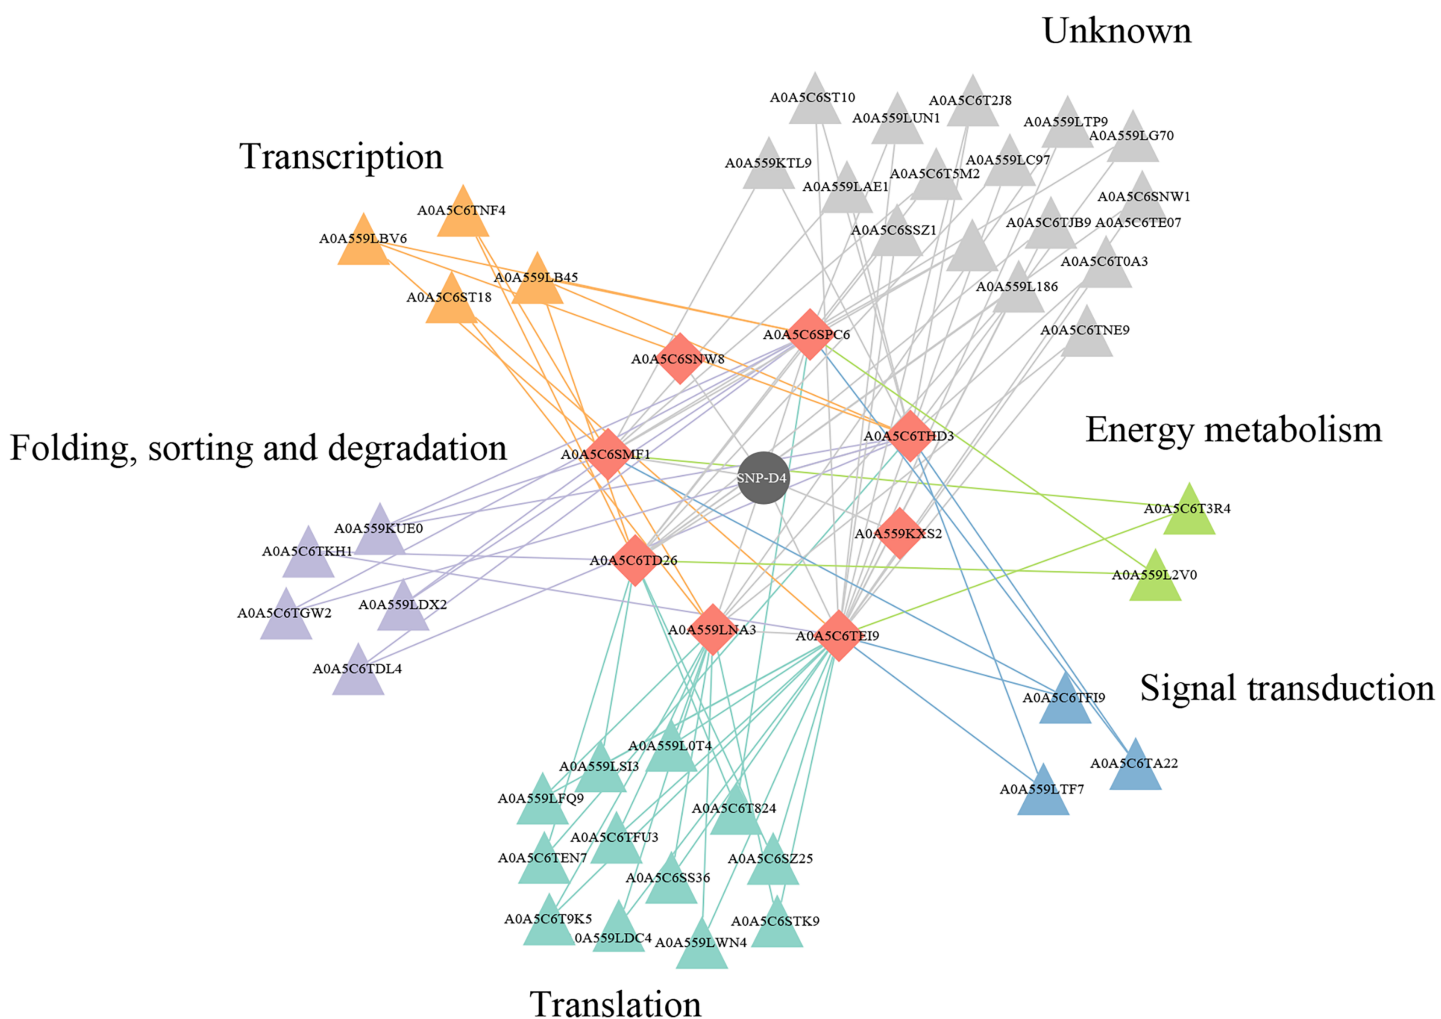 Unknown
A0A5C6ST10
A0A5C6T2J8
A0A559LUN1
A0A559LTP9
A0A559LG70
Transcription
A0A559KTL9
A0A559LC97
A0A5C6T5M2
A0A559LAE1
A0A5C6SNW1
A0A5C6TNF4
A0A5C6TJB9
A0A5C6TE07
A0A5C6SSZ1
A0A559LBV6
A0A5C6T0A3
A0A559LB45
A0A559L186
A0A5C6ST18
A0A5C6TNE9
A0A5C6SPC6
A0A5C6SNW8
Energy metabolism
A0A5C6THD3
Folding, sorting and degradation
A0A5C6SMF1
SNP-D4
A0A5C6T3R4
A0A559KUE0
A0A559KXS2
A0A5C6TKH1
A0A5C6TD26
A0A559L2V0
A0A559LDX2
A0A5C6TGW2
A0A559LNA3
A0A5C6TEI9
A0A5C6TDL4
Signal transduction
A0A5C6TFI9
A0A559L0T4
A0A559LSI3
A0A5C6TA22
A0A559LTF7
A0A559LFQ9
A0A5C6T824
A0A5C6TFU3
A0A5C6TEN7
A0A5C6SZ25
A0A5C6SS36
A0A5C6T9K5
A0A5C6STK9
0A559LDC4
A0A559LWN4
Translation